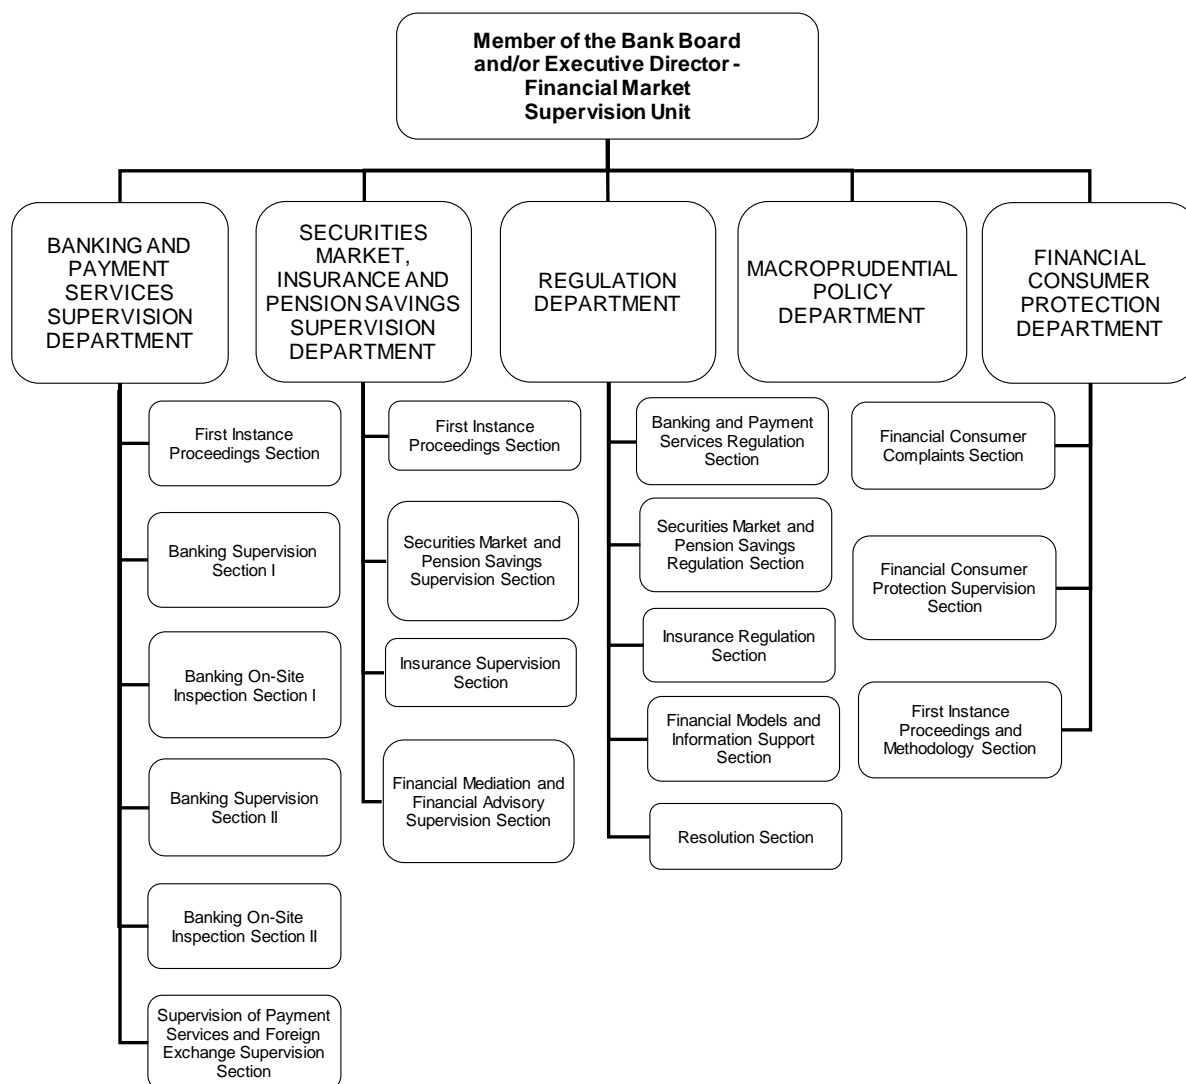 Member of the Bank Board
and/or Executive Director -
Financial Market
Supervision Unit
BANKING AND
PAYMENT
SERVICES
SUPERVISION
DEPARTMENT
SECURITIES
MARKET,
INSURANCE AND
PENSION SAVINGS
SUPERVISION
DEPARTMENT
REGULATION
DEPARTMENT
MACROPRUDENTIAL
POLICY
DEPARTMENT
FINANCIAL
CONSUMER
PROTECTION
DEPARTMENT
First Instance
Proceedings Section
Banking Supervision
Section I
Banking On-Site
Inspection Section I
Banking Supervision
Section II
Banking On-Site
Inspection Section II
Supervision of Payment
Services and Foreign
Exchange Supervision
Section
First Instance
Proceedings Section
Securities Market and
Pension Savings
Supervision Section
Insurance Supervision
Section
Financial Mediation and
Financial Advisory
Supervision Section
Banking and Payment
Services Regulation
Section
Securities Market and
Pension Savings
Regulation Section
Insurance Regulation
Section
Financial Models and
Information Support
Section
Resolution Section
Financial Consumer
Complaints Section
Financial Consumer
Protection Supervision
Section
First Instance
Proceedings and
Methodology Section